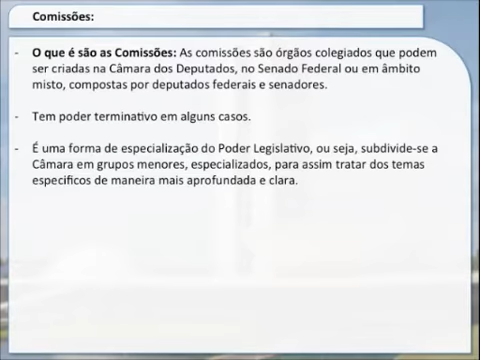 Comissões:
- O que é são as Comissões: As comissões são órgãos colegiados que podem
ser criadas na Câmara dos Deputados, no Senado Federal ou em âmbito
misto, compostas por deputados federais e senadores.
- Tem poder terminativo em alguns casos.
- É uma forma de especialização do Poder Legislativo, ou seja, subdivide-se a
Câmara em grupos menores, especializados, para assim tratar dos temas
especificos de maneira mais aprofundada e clara.